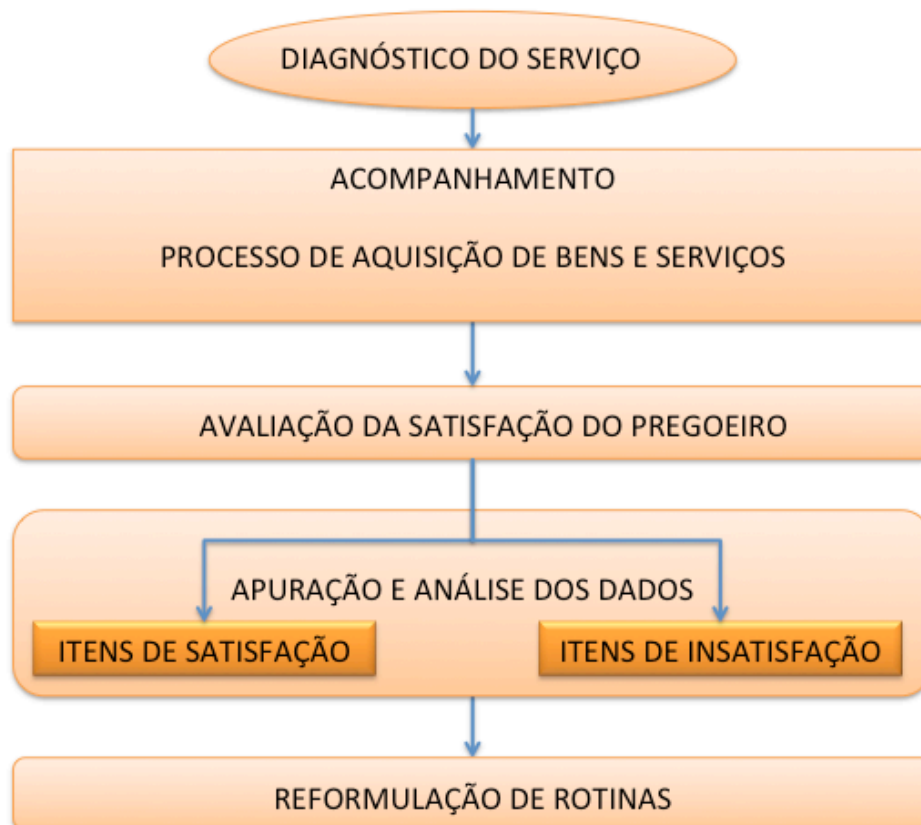 DIAGNÓSTICO DO SERVIÇO
ACOMPANHAMENTO
PROCESSO DE AQUISIÇÃO DE BENS E SERVIÇOS
AVALIAÇÃO DA SATISFAÇÃO DO PREGOEIRO
APURAÇÃO E ANÁLISE DOS DADOS
ITENS DE SATISFAÇÃO
ITENS DE INSATISFAÇÃO
REFORMULAÇÃO DE ROTINAS